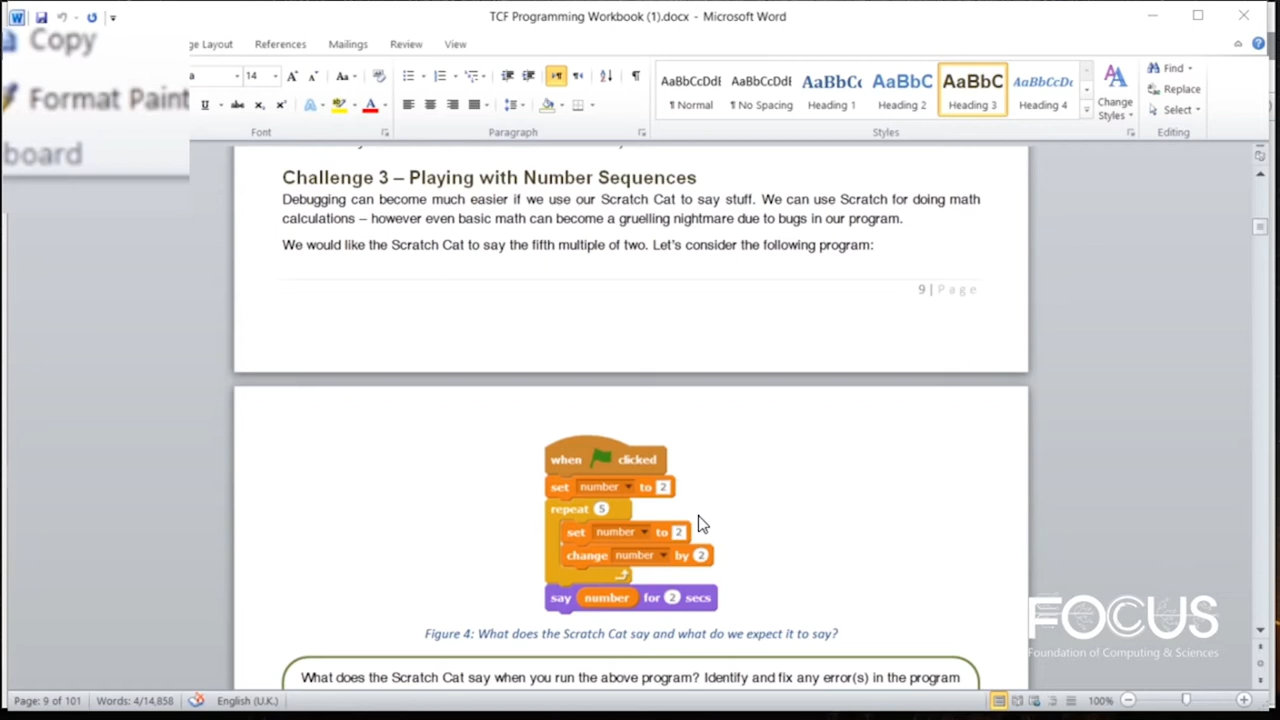 TCF Programming Workbook (1).docx - Microsoft Word
Copy
Format Paint
board
ge Layout References Mailings Review View
a 14 Aa
Font
Paragraph
AaBbCcDdE AaBbCcDdE AaBbCc AaBbC AaBbC AaBbCcDc
¶ Normal ¶ No Spacing Heading 1 Heading 2 Heading 3 Heading 4
Styles
Change
Styles
Find
Replace
Select
Editing
Challenge 3 – Playing with Number Sequences
Debugging can become much easier if we use our Scratch Cat to say stuff. We can use Scratch for doing math
calculations – however even basic math can become a gruelling nightmare due to bugs in our program.
We would like the Scratch Cat to say the fifth multiple of two. Let's consider the following program:
9 | Page
when clicked
set number to 2
repeat 5
set number to 2
change number by 2
say number for 2 secs
Figure 4: What does the Scratch Cat say and what do we expect it to say?
What does the Scratch Cat say when you run the above program? Identify and fix any error(s) in the program
FOCUS
Foundation of Computing & Sciences
Page: 9 of 101 Words: 4/14,858 English (U.K.) 100%